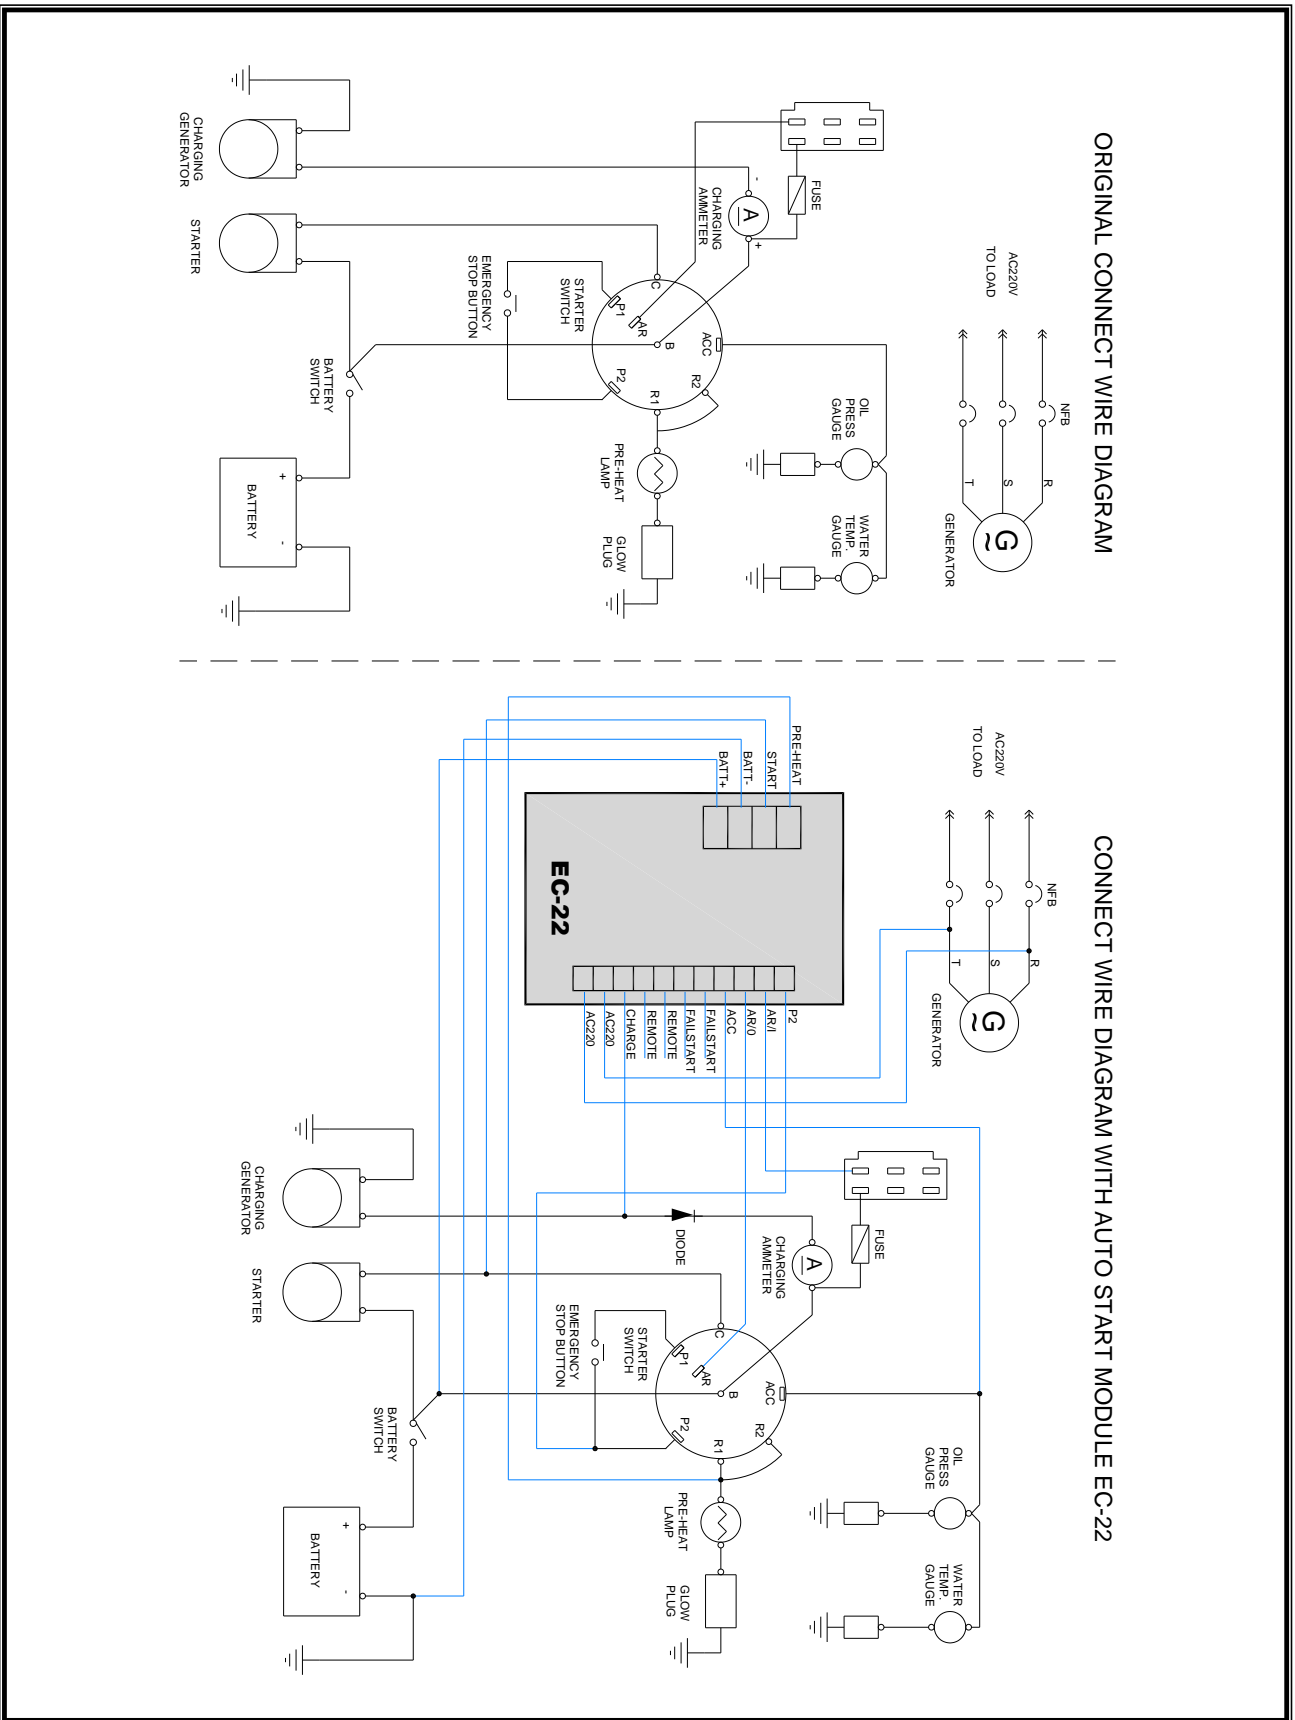 ORIGINAL CONNECT WIRE DIAGRAM
AC220V
TO LOAD
NFB
R
S
T
G
~
GENERATOR
FUSE
CHARGING
AMMETER
-
A
+
CHARGING
GENERATOR
STARTER
EMERGENCY
STOP BUTTON
STARTER
SWITCH
C
P1
AR
B
ACC
P2
R1
R2
OIL
PRESS
GAUGE
WATER
TEMP.
GAUGE
PRE-HEAT
LAMP
GLOW
PLUG
BATTERY
SWITCH
+
-
BATTERY
CONNECT WIRE DIAGRAM WITH AUTO START MODULE EC-22
AC220V
TO LOAD
NFB
R
S
T
G
~
GENERATOR
PRE-HEAT
START
BATT-
BATT+
EC-22
P2
AR/I
AR/0
ACC
FAILSTART
FAILSTART
REMOTE
REMOTE
CHARGE
AC220
AC220
FUSE
CHARGING
AMMETER
A
DIODE
CHARGING
GENERATOR
STARTER
EMERGENCY
STOP BUTTON
STARTER
SWITCH
C
P1
AR
B
ACC
P2
R1
R2
OIL
PRESS
GAUGE
WATER
TEMP.
GAUGE
PRE-HEAT
LAMP
GLOW
PLUG
BATTERY
SWITCH
+
-
BATTERY